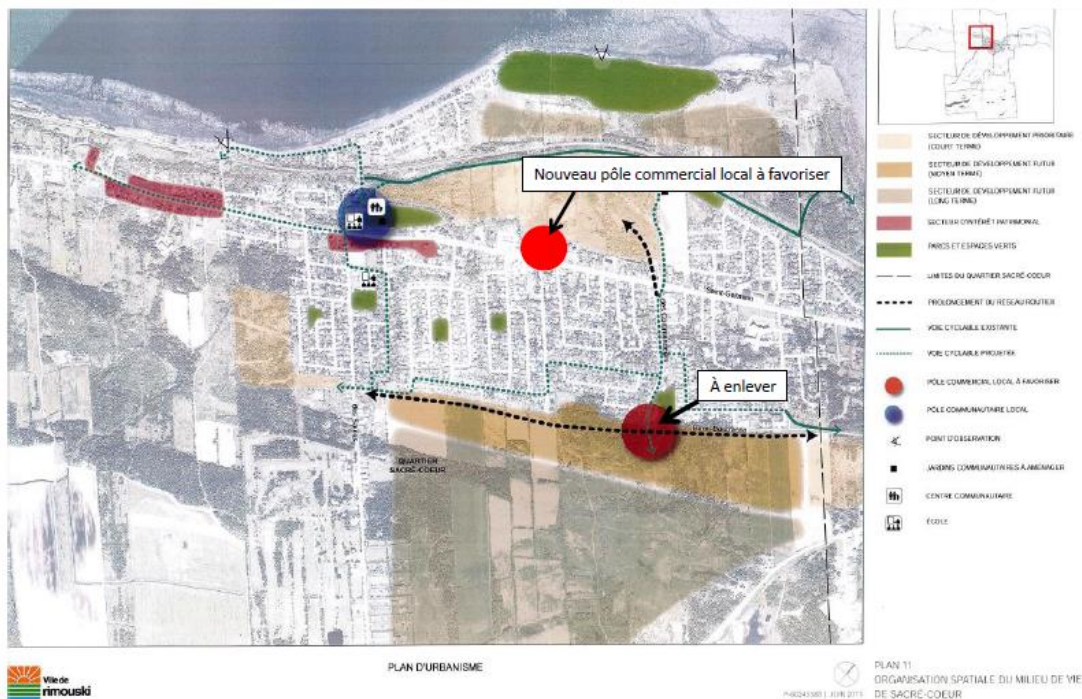 Nouveau pôle commercial local à favoriser
À enlever
QUARTIER
SACRÉ-COEUR
SECTEUR DE DÉVELOPPEMENT PRIORITAIRE
(COURT TERME)
SECTEUR DE DÉVELOPPEMENT FUTUR
(MOYEN TERME)
SECTEUR DE DÉVELOPPEMENT FUTUR
(LONG TERME)
SECTEUR D'INTÉRÊT PATRIMONIAL
PARCS ET ESPACES VERTS
LIMITES DU QUARTIER SACRÉ-COEUR
PROLONGEMENT DU RÉSEAU ROUTIER
VOIE CYCLABLE EXISTANTE
VOIE CYCLABLE PROJETÉE
PÔLE COMMERCIAL LOCAL À FAVORISER
PÔLE COMMUNAUTAIRE LOCAL
POINT D'OBSERVATION
JARDINS COMMUNAUTAIRES À AMÉNAGER
CENTRE COMMUNAUTAIRE
ÉCOLE
Ville de
rimouski
PLAN D'URBANISME
PLAN 11
ORGANISATION SPATIALE DU MILIEU DE VIE
DE SACRÉ-COEUR